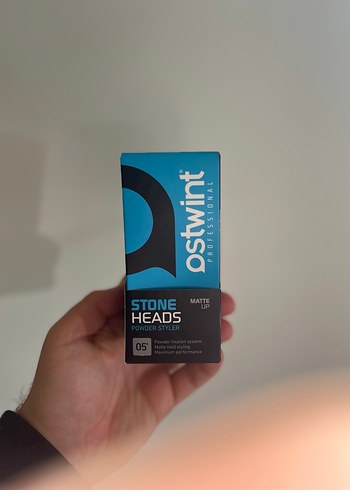 ostwint®
PROFESSIONAL
STONE
HEADS
POWDER STYLER
MATTE
UP
05
Powder fixation system
Matte hold styling
Maximum performance